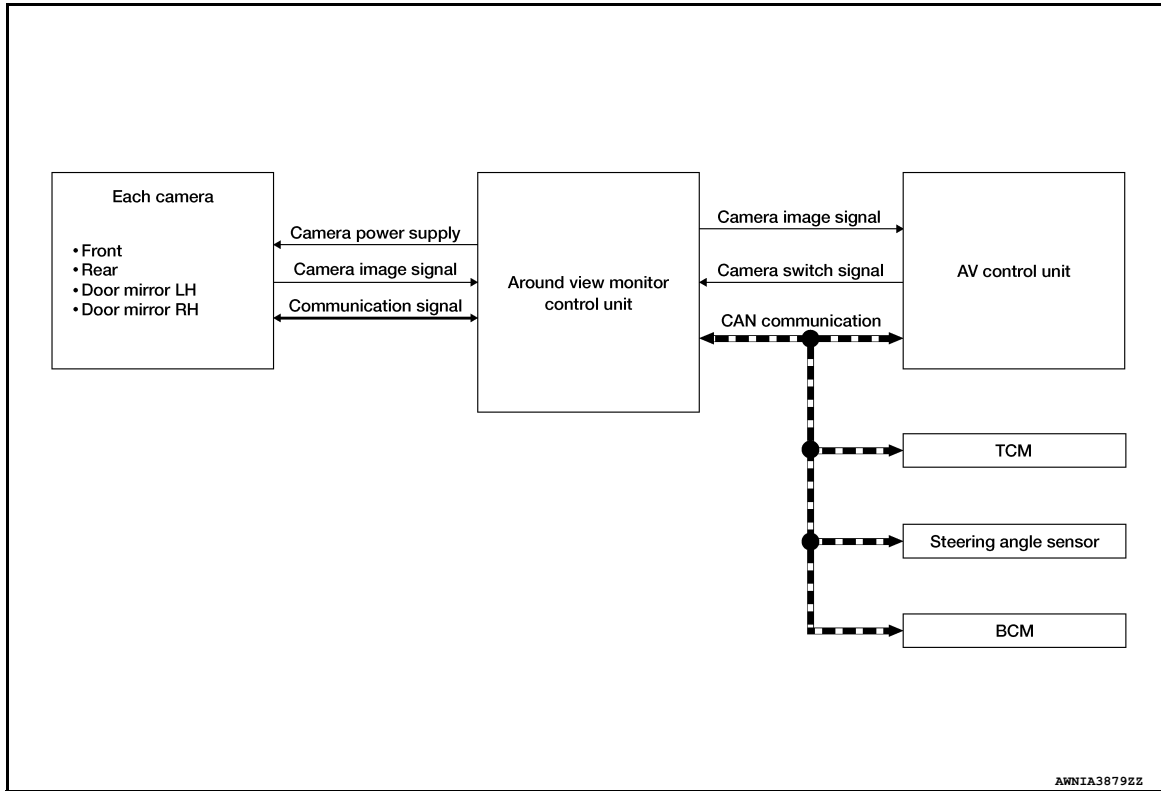 Each camera
• Front
• Rear
• Door mirror LH
• Door mirror RH
Camera power supply
Camera image signal
Communication signal
Around view monitor
control unit
Camera image signal
Camera switch signal
CAN communication
AV control unit
TCM
Steering angle sensor
BCM
AWNIA3879ZZ